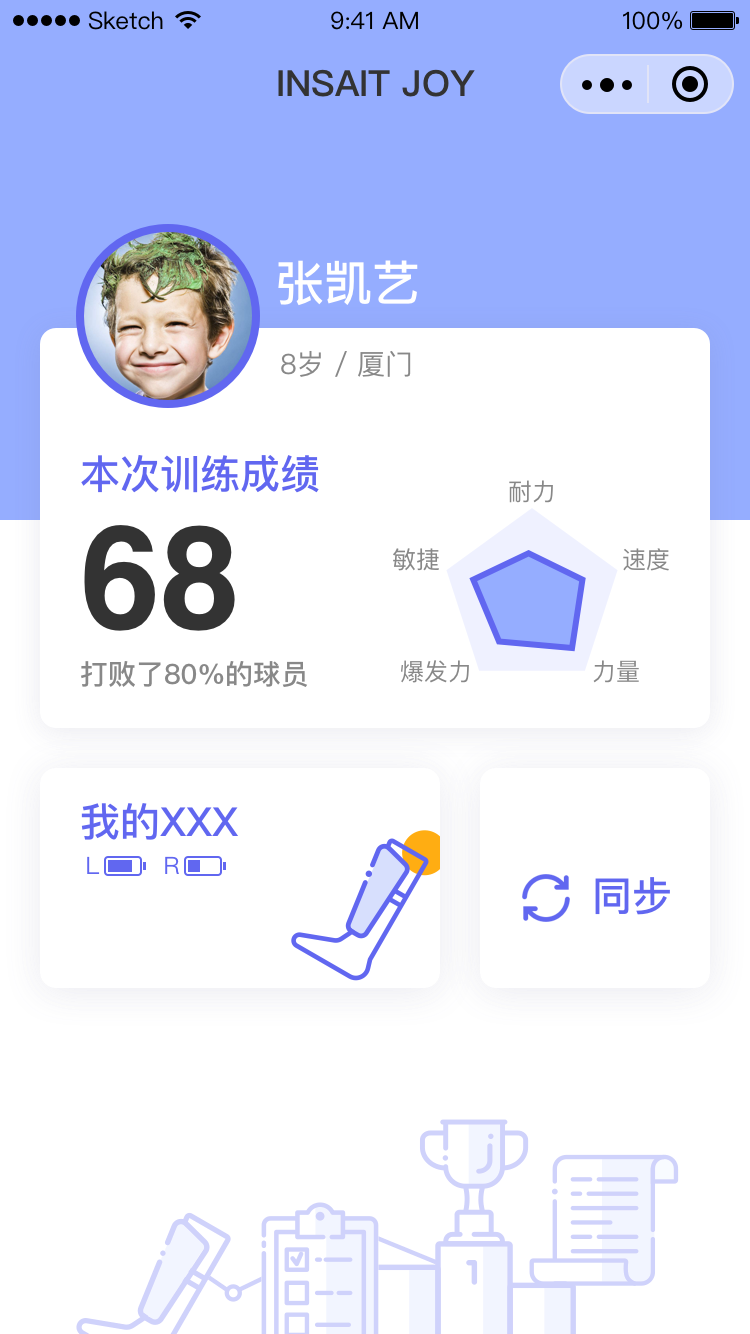 Sketch 9:41 AM 100%
INSAIT JOY
张凯艺
8岁 / 厦门
本次训练成绩
68
打败了80%的球员
耐力
敏捷
速度
爆发力
力量
我的XXX
L R
同步
1